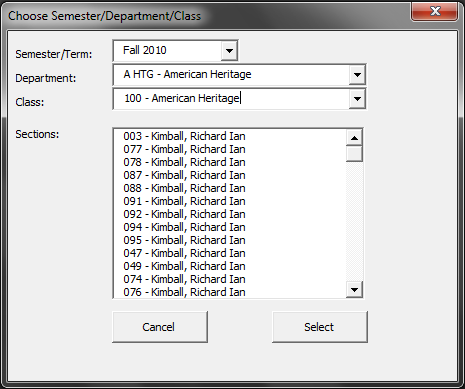 Choose Semester/Department/Class
Semester/Term: Fall 2010
Department: A HTG - American Heritage
Class: 100 - American Heritage
Sections:
003 - Kimball, Richard Ian
077 - Kimball, Richard Ian
078 - Kimball, Richard Ian
087 - Kimball, Richard Ian
088 - Kimball, Richard Ian
091 - Kimball, Richard Ian
092 - Kimball, Richard Ian
094 - Kimball, Richard Ian
095 - Kimball, Richard Ian
047 - Kimball, Richard Ian
049 - Kimball, Richard Ian
074 - Kimball, Richard Ian
076 - Kimball, Richard Ian
Cancel Select